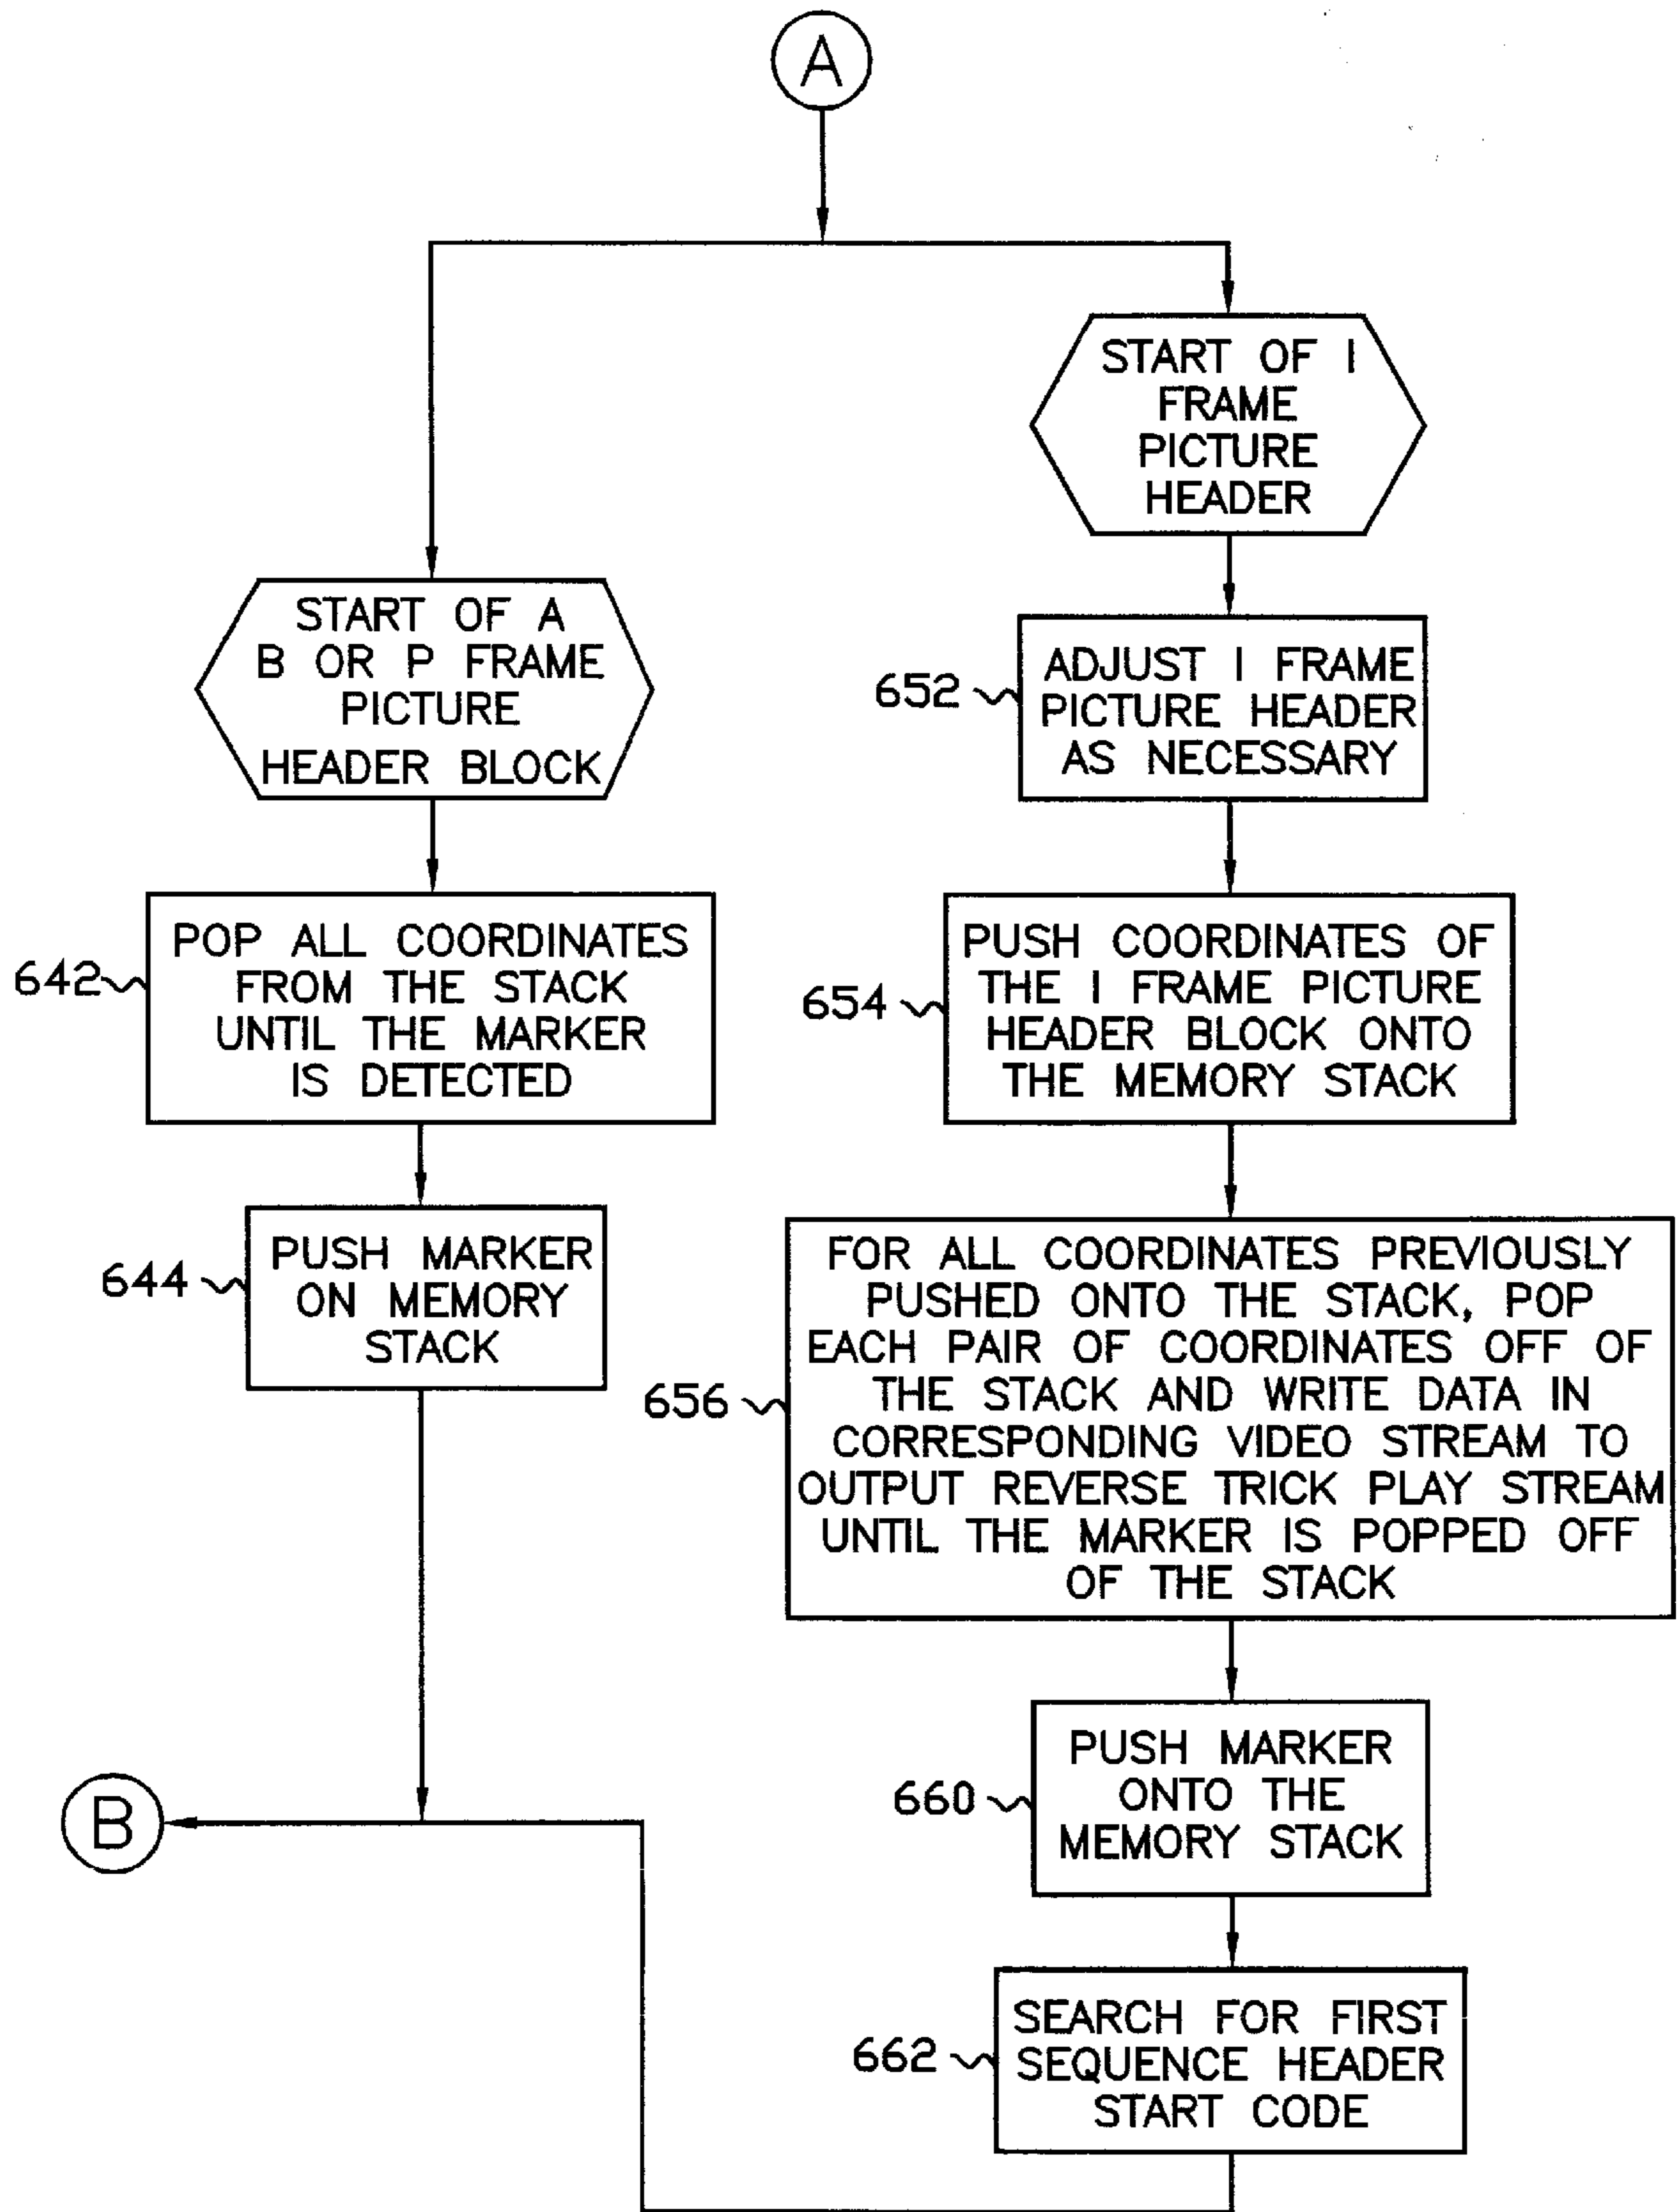 A
START OF I
FRAME
PICTURE
HEADER
START OF A
B OR P FRAME
PICTURE
HEADER BLOCK
652
ADJUST I FRAME
PICTURE HEADER
AS NECESSARY
642
POP ALL COORDINATES
FROM THE STACK
UNTIL THE MARKER
IS DETECTED
654
PUSH COORDINATES OF
THE I FRAME PICTURE
HEADER BLOCK ONTO
THE MEMORY STACK
644
PUSH MARKER
ON MEMORY
STACK
656
FOR ALL COORDINATES PREVIOUSLY
PUSHED ONTO THE STACK, POP
EACH PAIR OF COORDINATES OFF OF
THE STACK AND WRITE DATA IN
CORRESPONDING VIDEO STREAM TO
OUTPUT REVERSE TRICK PLAY STREAM
UNTIL THE MARKER IS POPPED OFF
OF THE STACK
B
660
PUSH MARKER
ONTO THE
MEMORY STACK
662
SEARCH FOR FIRST
SEQUENCE HEADER
START CODE